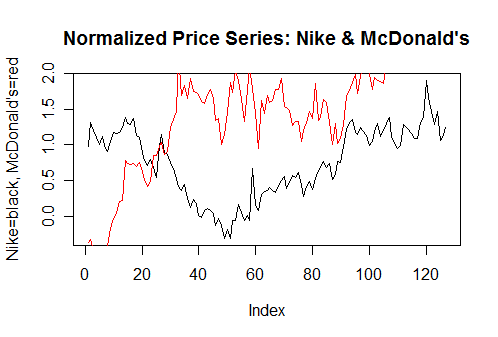 Normalized Price Series: Nike & McDonald's
Nike=black, McDonald's=red
2.0
1.5
1.0
0.5
0.0
0 20 40 60 80 100 120
Index